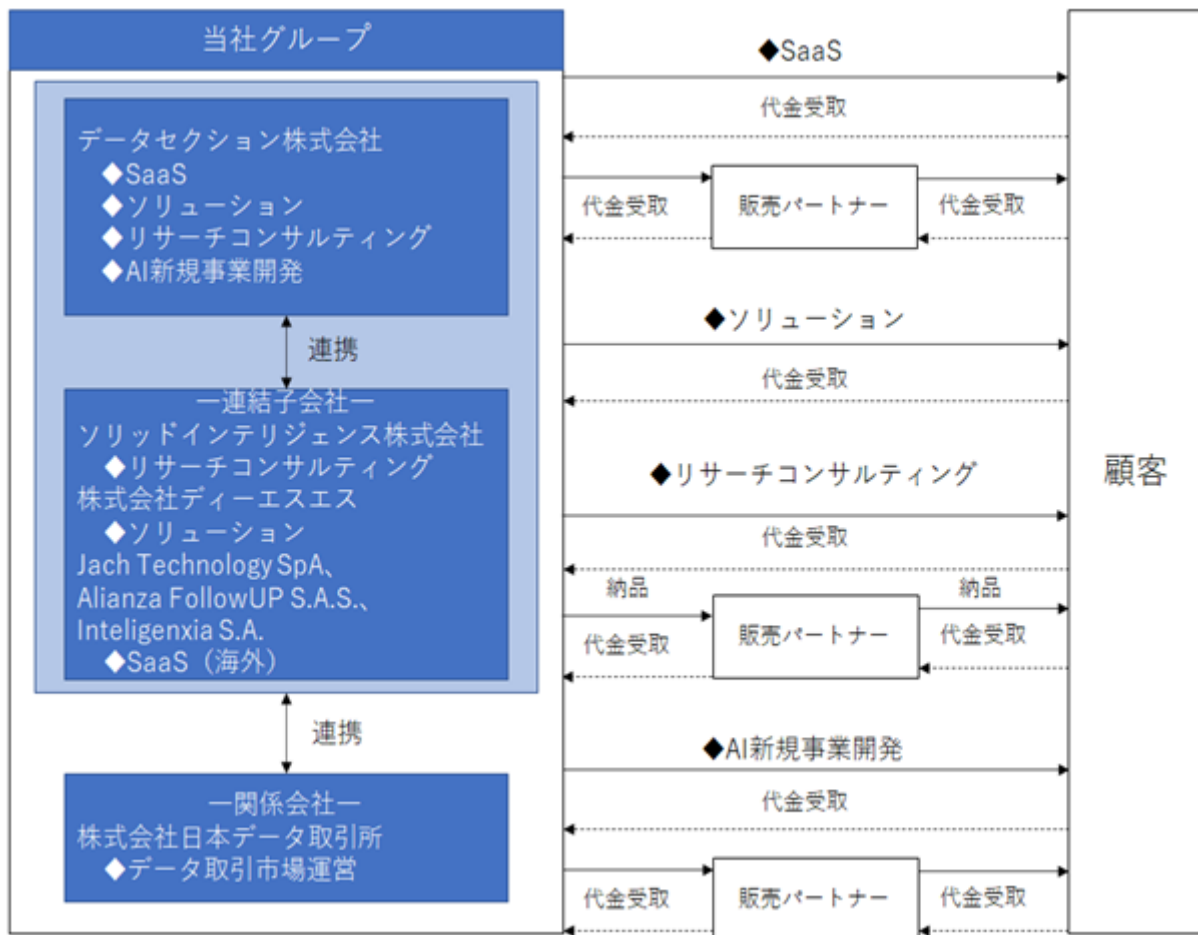 当社グループ
データセクション株式会社
◆SaaS
◆ソリューション
◆リサーチコンサルティング
◆AI新規事業開発
連携
―連結子会社―
ソリッドインテリジェンス株式会社
◆リサーチコンサルティング
株式会社ディーエスエス
◆ソリューション
Jach Technology SpA、
Alianza FollowUP S.A.S.、
Inteligenxia S.A.
◆SaaS（海外）
連携
―関係会社―
株式会社日本データ取引所
◆データ取引市場運営
◆SaaS
代金受取
代金受取
販売パートナー
代金受取
◆ソリューション
代金受取
◆リサーチコンサルティング
代金受取
納品
納品
代金受取
販売パートナー
代金受取
◆AI新規事業開発
代金受取
代金受取
販売パートナー
代金受取
顧客